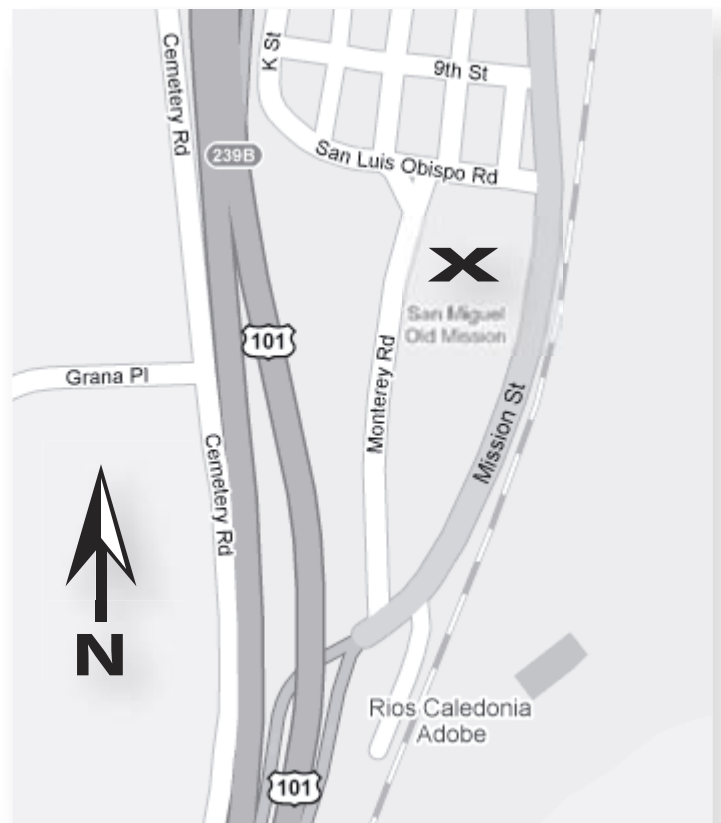 Cemetery Rd
K St
9th St
239B
San Luis Obispo Rd
X
San Miguel
Old Mission
101
Monterey Rd
Grana Pl
Mission St
Cemetery Rd
N
Rios Caledonia
Adobe
101